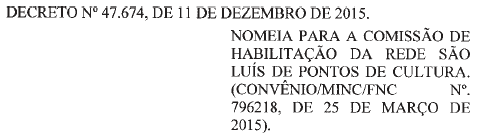 DECRETO Nº 47.674, DE 11 DE DEZEMBRO DE 2015.
NOMEIA PARA A COMISSÃO DE
HABILITAÇÃO DA REDE SÃO
LUÍS DE PONTOS DE CULTURA.
(CONVÊNIO/MINC/FNC Nº.
796218, DE 25 DE MARÇO DE
2015).